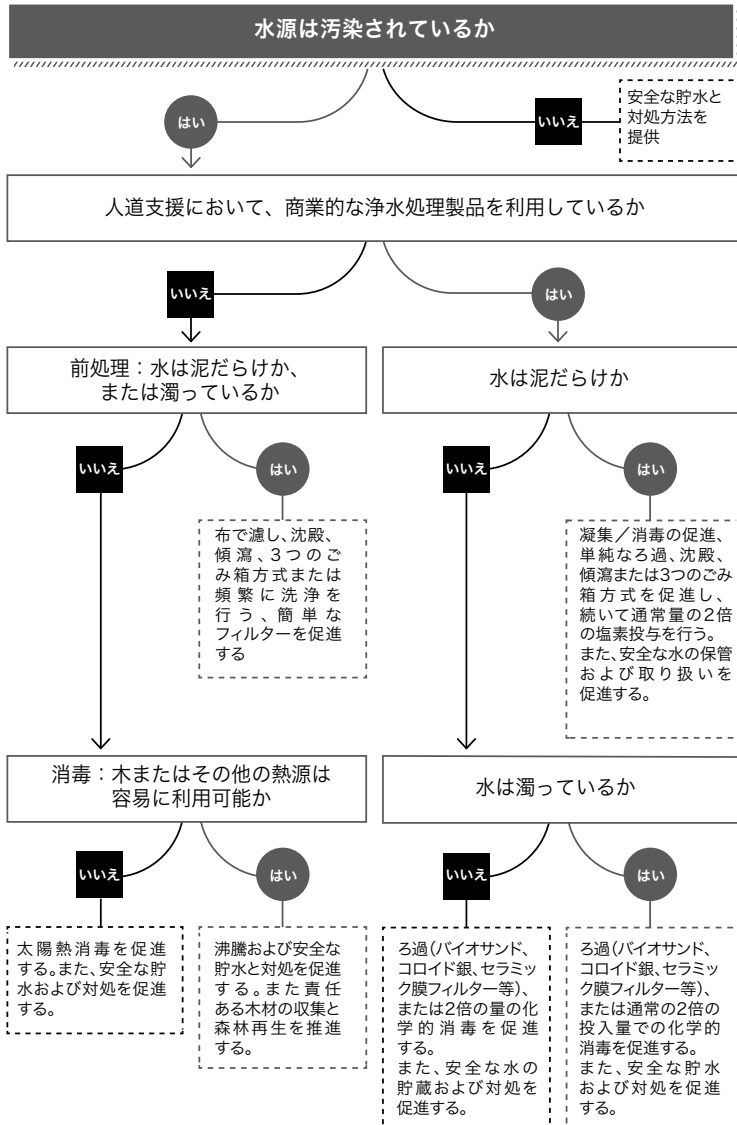 水源は汚染されているか
はい
いいえ
安全な貯水と
対処方法を
提供
人道支援において、商業的な浄水処理製品を利用しているか
いいえ
はい
前処理：水は泥だらけか、
または濁っているか
水は泥だらけか
いいえ
はい
いいえ
はい
布で濾し、沈殿、
傾瀉、3つのご
み箱方式または
頻繁に洗浄を
行う、簡単な
フィルターを促進
する
凝集／消毒の促進、
単純なろ過、沈殿、
傾瀉または3つのごみ
箱方式を促進し、
続いて通常量の2倍
の塩素投与を行う。
また、安全な水の保管
および取り扱いを
促進する。
消毒：木またはその他の熱源は
容易に利用可能か
水は濁っているか
いいえ
はい
いいえ
はい
太陽熱消毒を促進
する。また、安全な貯
水および対処を促進
する。
沸騰および安全な
貯水と対処を促進
する。また責任
ある木材の収集と
森林再生を推進
する。
ろ過(バイオサンド、
コロイド銀、セラミッ
ク膜フィルター等)、
または2倍の量の化
学的消毒を促進
する。
また、安全な水の
貯蔵および対処を
促進する。
ろ過(バイオサンド、
コロイド銀、セラミック
膜フィルター等)、
または通常の2倍の
投入量での化学的
消毒を促進する。
また、安全な貯水
および対処を促進
する。